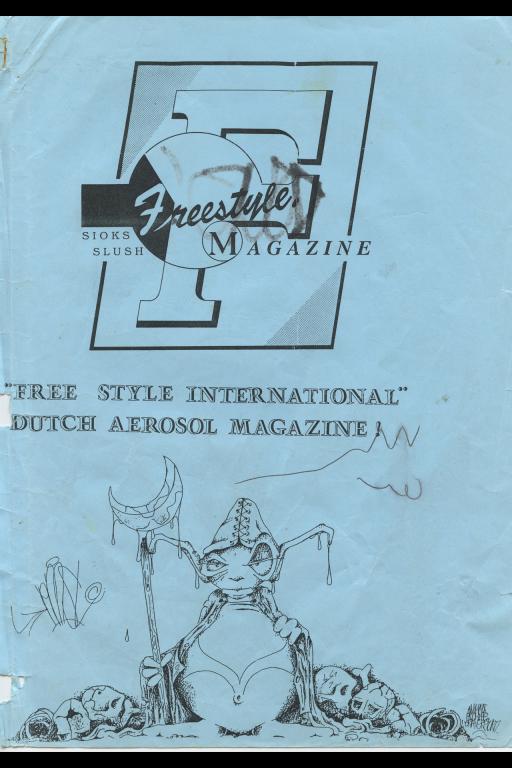 Freestyle
SIOKS
SLUSH
MAGAZINE
"FREE STYLE INTERNATIONAL"
DUTCH AEROSOL MAGAZINE!